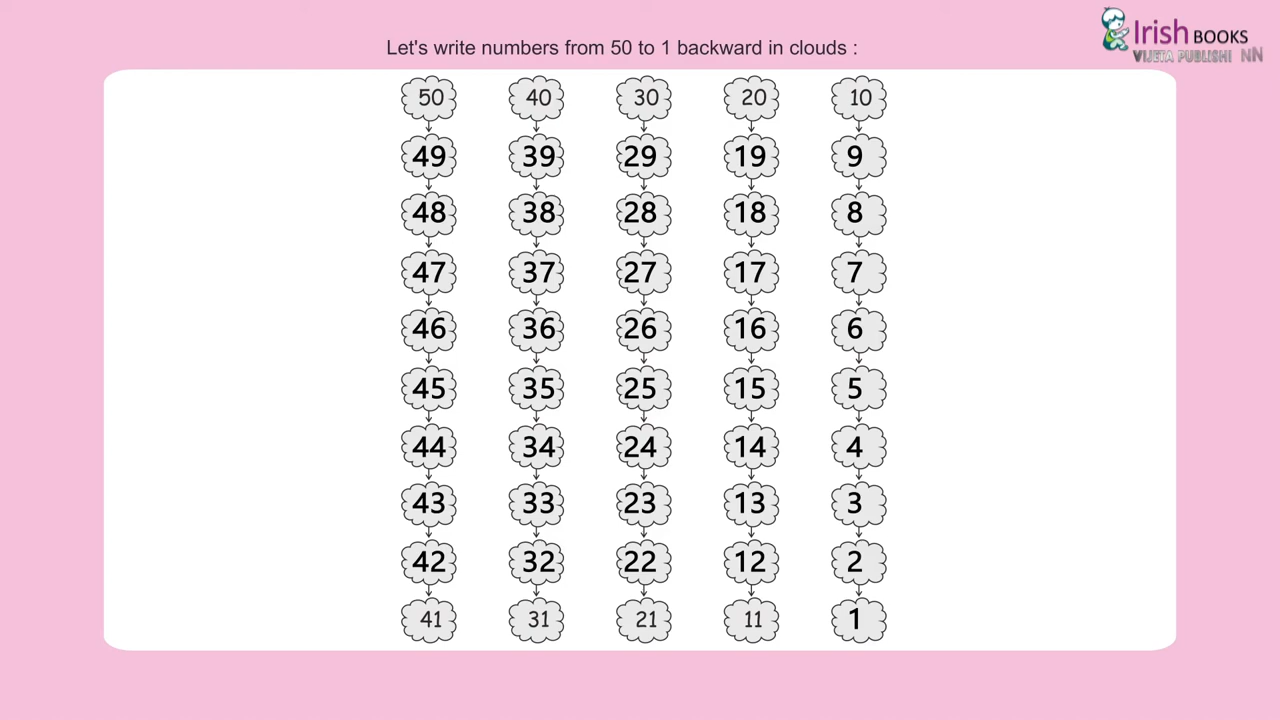 Let's write numbers from 50 to 1 backward in clouds :
Irish BOOKS
VIJETA PUBLISHI NN
50 40 30 20 10
49 39 29 19 9
48 38 28 18 8
47 37 27 17 7
46 36 26 16 6
45 35 25 15 5
44 34 24 14 4
43 33 23 13 3
42 32 22 12 2
41 31 21 11 1